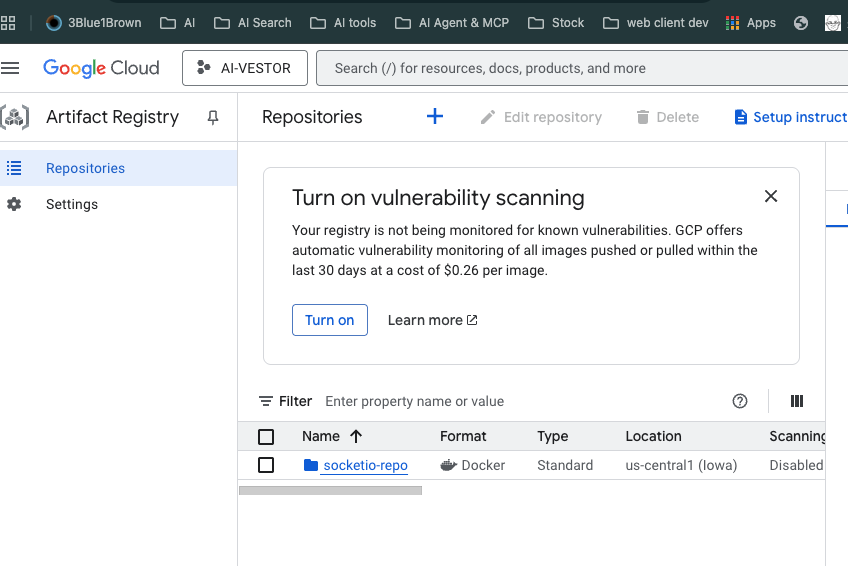 3Blue1Brown AI AI Search AI tools AI Agent & MCP Stock web client dev Apps
Google Cloud AI-VESTOR Search (/) for resources, docs, products, and more
Artifact Registry Repositories Edit repository Delete Setup instruct
Repositories
Settings
Turn on vulnerability scanning
Your registry is not being monitored for known vulnerabilities. GCP offers
automatic vulnerability monitoring of all images pushed or pulled within the
last 30 days at a cost of $0.26 per image.
Turn on Learn more
Filter Enter property name or value
Name Format Type Location Scanning
socketio-repo Docker Standard us-central1 (Iowa) Disabled